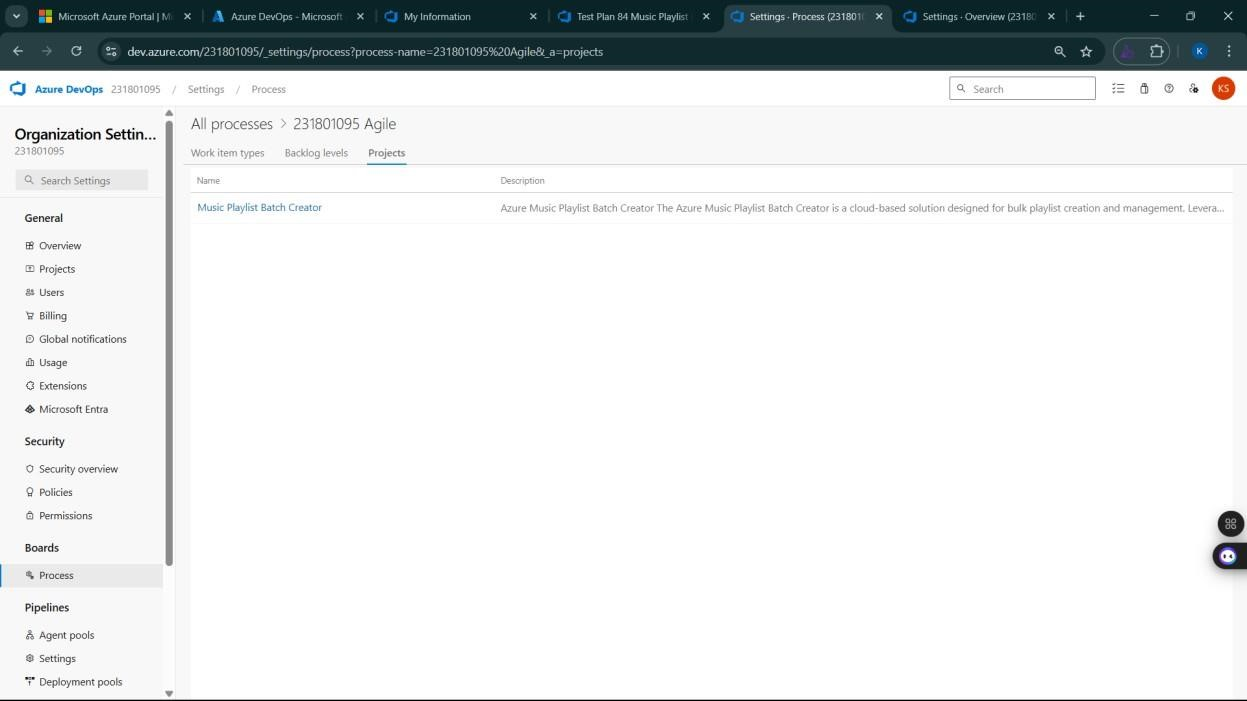 Microsoft Azure Portal | Mi
Azure DevOps - Microsoft
My Information
Test Plan 84 Music Playlist
Settings · Process (2318010
Settings · Overview (231801
dev.azure.com/231801095/_settings/process?process-name=231801095%20Agile&_a=projects
K
Azure DevOps 231801095 / Settings / Process
Search
KS
Organization Settin...
231801095
Search Settings
General
Overview
Projects
Users
Billing
Global notifications
Usage
Extensions
Microsoft Entra
Security
Security overview
Policies
Permissions
Boards
Process
Pipelines
Agent pools
Settings
Deployment pools
All processes > 231801095 Agile
Work item types Backlog levels Projects
Name Description
Music Playlist Batch Creator Azure Music Playlist Batch Creator The Azure Music Playlist Batch Creator is a cloud-based solution designed for bulk playlist creation and management. Levera...